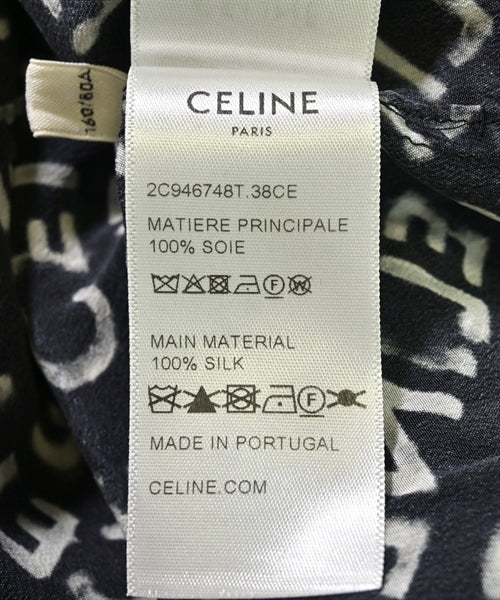 160/80A
CELINE
PARIS
2C946748T.38CE
MATIERE PRINCIPALE
100% SOIE
F W
MAIN MATERIAL
100% SILK
F
MADE IN PORTUGAL
CELINE.COM